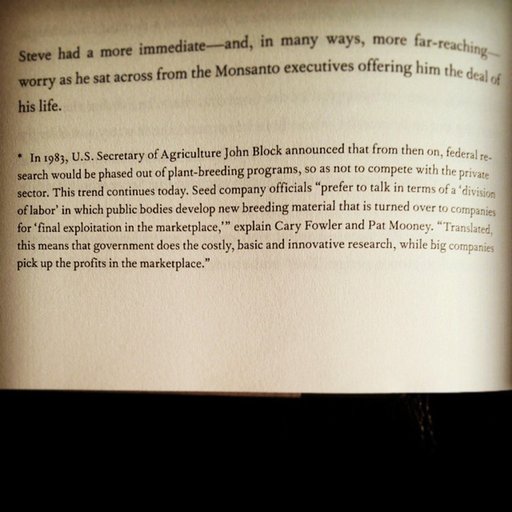 Steve had a more immediate—and, in many ways, more far-reaching—
worry as he sat across from the Monsanto executives offering him the deal of
his life.
* In 1983, U.S. Secretary of Agriculture John Block announced that from then on, federal re-
search would be phased out of plant-breeding programs, so as not to compete with the private
sector. This trend continues today. Seed company officials “prefer to talk in terms of a ‘division
of labor’ in which public bodies develop new breeding material that is turned over to companies
for ‘final exploitation in the marketplace,’” explain Cary Fowler and Pat Mooney. “Translated,
this means that government does the costly, basic and innovative research, while big companies
pick up the profits in the marketplace.”